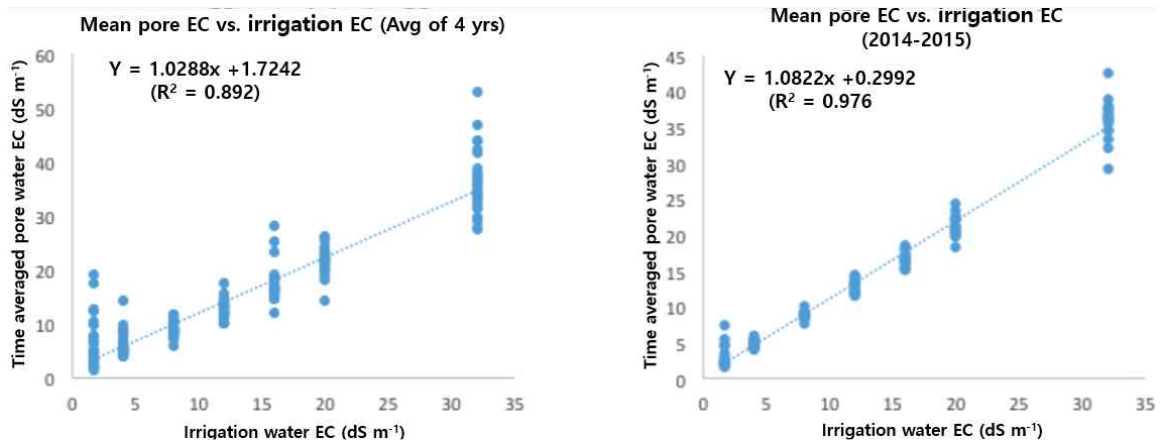 Mean pore EC vs. irrigation EC (Avg of 4 yrs)
Y = 1.0288x +1.7242
(R² = 0.892)
Time averaged pore water EC (dS m⁻¹)
60
50
40
30
20
10
0
0 5 10 15 20 25 30 35
Irrigation water EC (dS m⁻¹)
Mean pore EC vs. irrigation EC
(2014-2015)
Y = 1.0822x +0.2992
(R² = 0.976
Time averaged pore water EC (dS m⁻¹)
45
40
35
30
25
20
15
10
5
0
0 5 10 15 20 25 30 35
Irrigation water EC (dS m⁻¹)